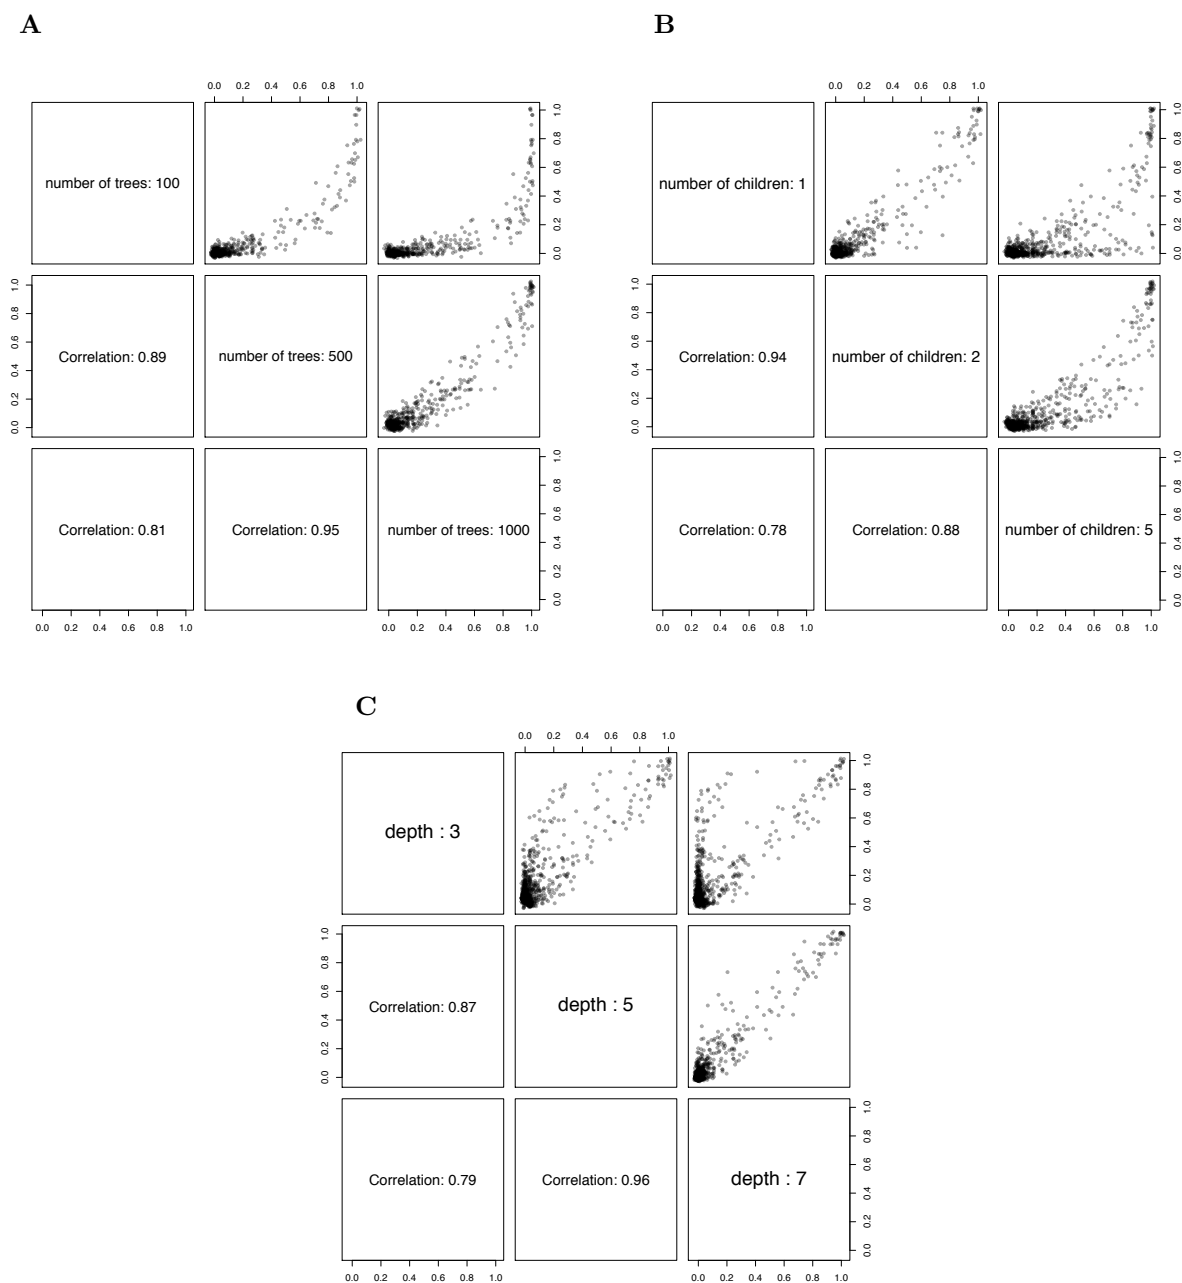 A
B
0.0 0.2 0.4 0.6 0.8 1.0
0.0 0.2 0.4 0.6 0.8 1.0
number of trees: 100
0.0 0.2 0.4 0.6 0.8 1.0
number of children: 1
0.0 0.2 0.4 0.6 0.8 1.0
0.0 0.2 0.4 0.6 0.8 1.0
Correlation: 0.89
number of trees: 500
0.0 0.2 0.4 0.6 0.8 1.0
Correlation: 0.94
number of children: 2
Correlation: 0.81
Correlation: 0.95
number of trees: 1000
0.0 0.2 0.4 0.6 0.8 1.0
Correlation: 0.78
Correlation: 0.88
number of children: 5
0.0 0.2 0.4 0.6 0.8 1.0
0.0 0.2 0.4 0.6 0.8 1.0
0.0 0.2 0.4 0.6 0.8 1.0
0.0 0.2 0.4 0.6 0.8 1.0
0.0 0.2 0.4 0.6 0.8 1.0
C
0.0 0.2 0.4 0.6 0.8 1.0
depth : 3
0.0 0.2 0.4 0.6 0.8 1.0
0.0 0.2 0.4 0.6 0.8 1.0
Correlation: 0.87
depth : 5
Correlation: 0.79
Correlation: 0.96
depth : 7
0.0 0.2 0.4 0.6 0.8 1.0
0.0 0.2 0.4 0.6 0.8 1.0
0.0 0.2 0.4 0.6 0.8 1.0